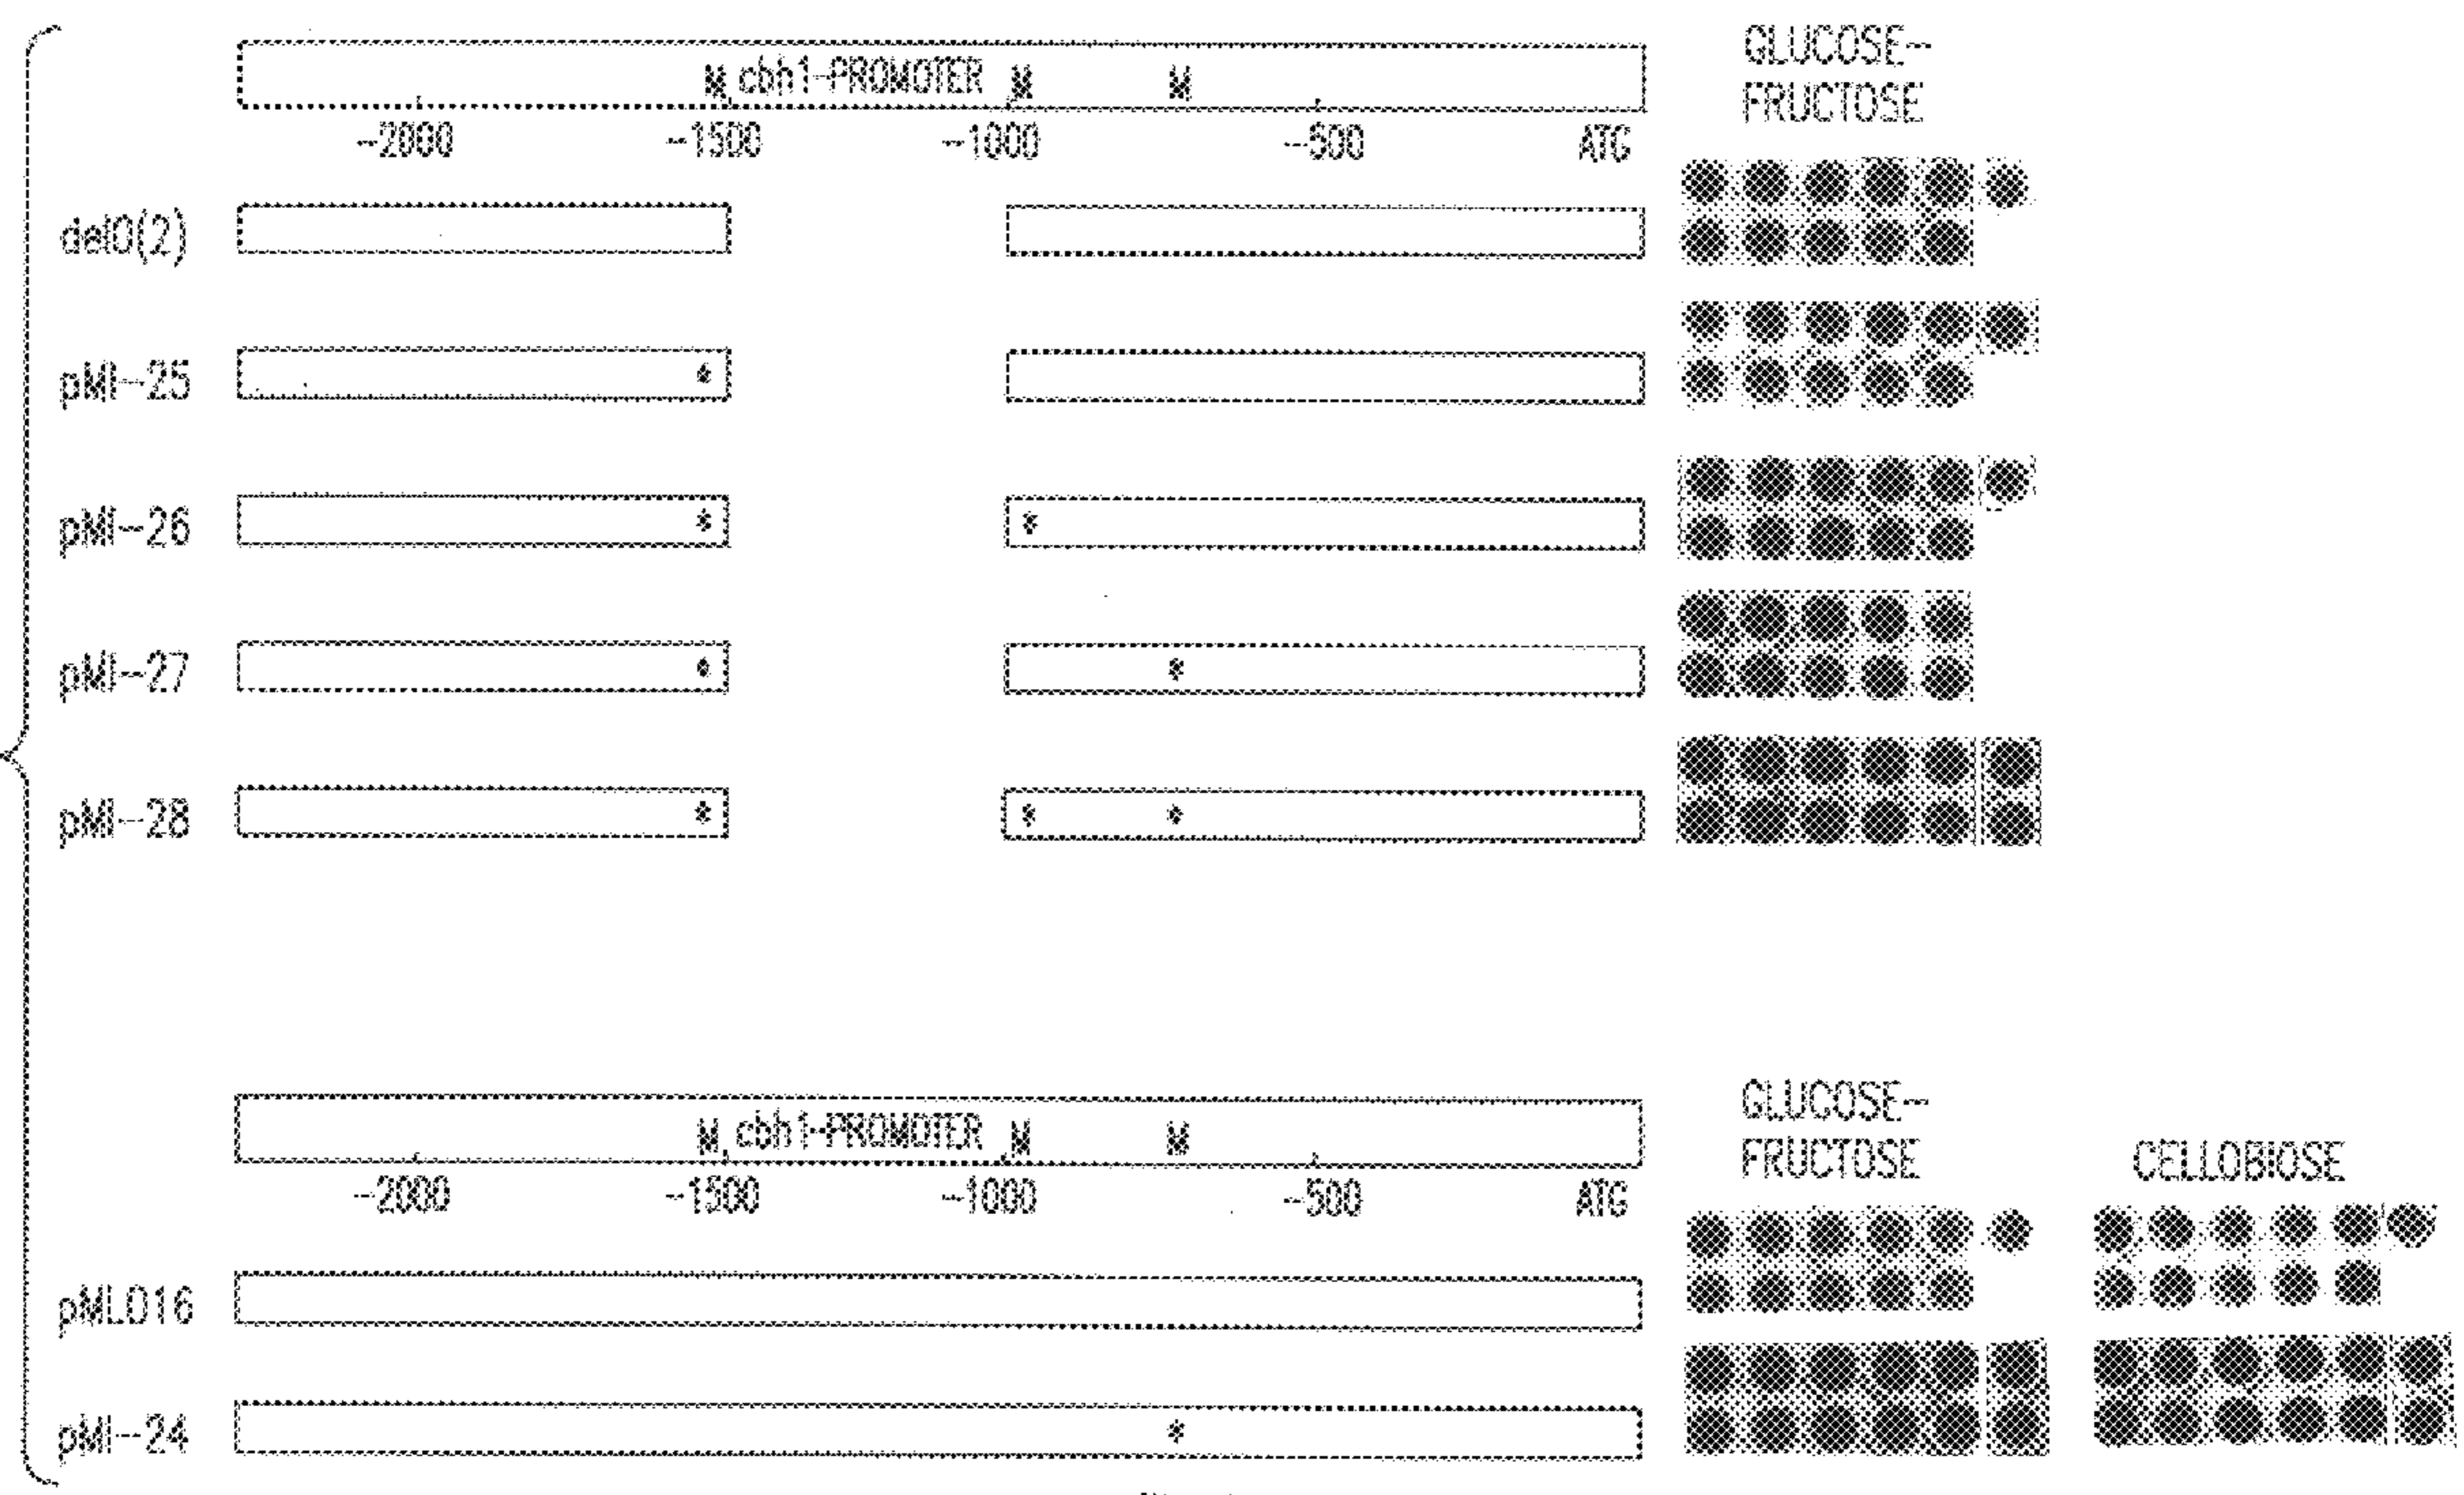 GLUCOSE-
FRUCTOSE
M cbh1-PROMOTER M M
-2000 -1500 -1000 -500 ATG
del0(2)
pMI-25
*
pMI-26
* *
pMI-27
* *
pMI-28
* * *
GLUCOSE-
FRUCTOSE
CELLOBIOSE
M cbh1-PROMOTER M M
-2000 -1500 -1000 -500 ATG
pMLO16
pMI-24
*